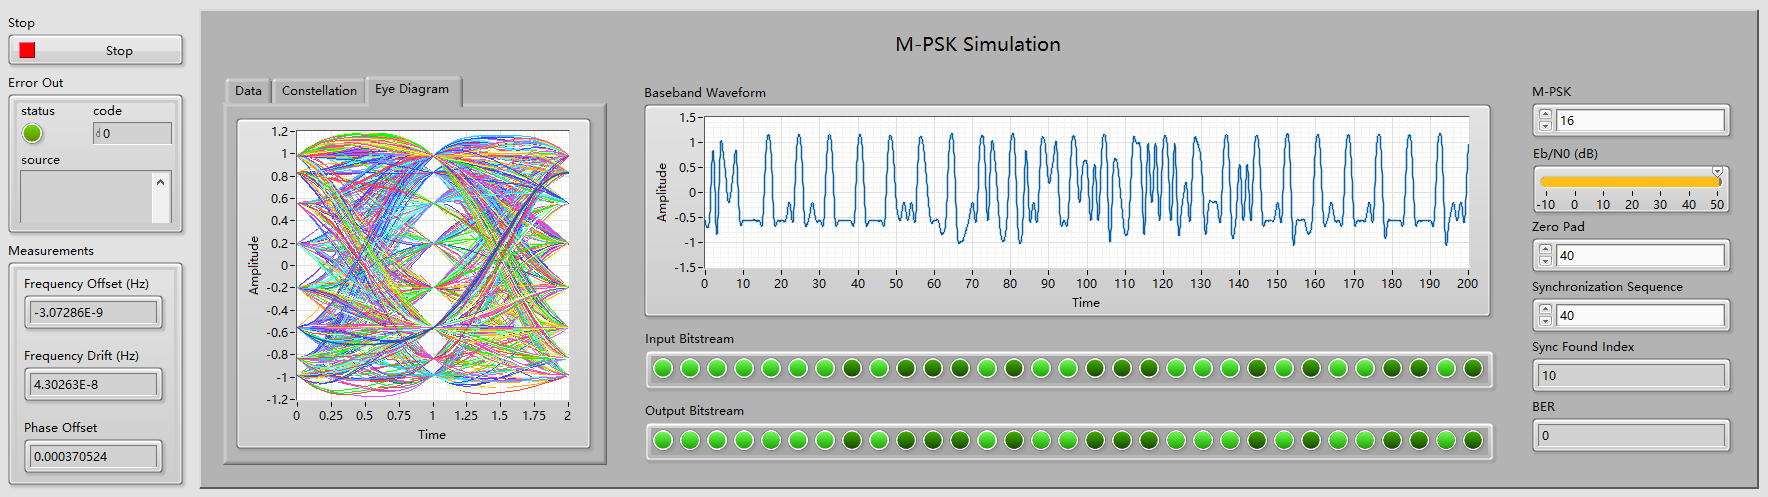 Stop
Stop
Error Out
status code
d 0
source
Measurements
Frequency Offset (Hz)
-3.07286E-9
Frequency Drift (Hz)
4.30263E-8
Phase Offset
0.000370524
M-PSK Simulation
Data Constellation Eye Diagram
1.2
1
0.8
0.6
0.4
0.2
0
-0.2
-0.4
-0.6
-0.8
-1
-1.2
Amplitude
0 0.25 0.5 0.75 1 1.25 1.5 1.75 2
Time
Baseband Waveform
1.5
1
0.5
0
-0.5
-1
-1.5
Amplitude
0 10 20 30 40 50 60 70 80 90 100 110 120 130 140 150 160 170 180 190 200
Time
Input Bitstream
Output Bitstream
M-PSK
16
Eb/N0 (dB)
-10 0 10 20 30 40 50
Zero Pad
40
Synchronization Sequence
40
Sync Found Index
10
BER
0